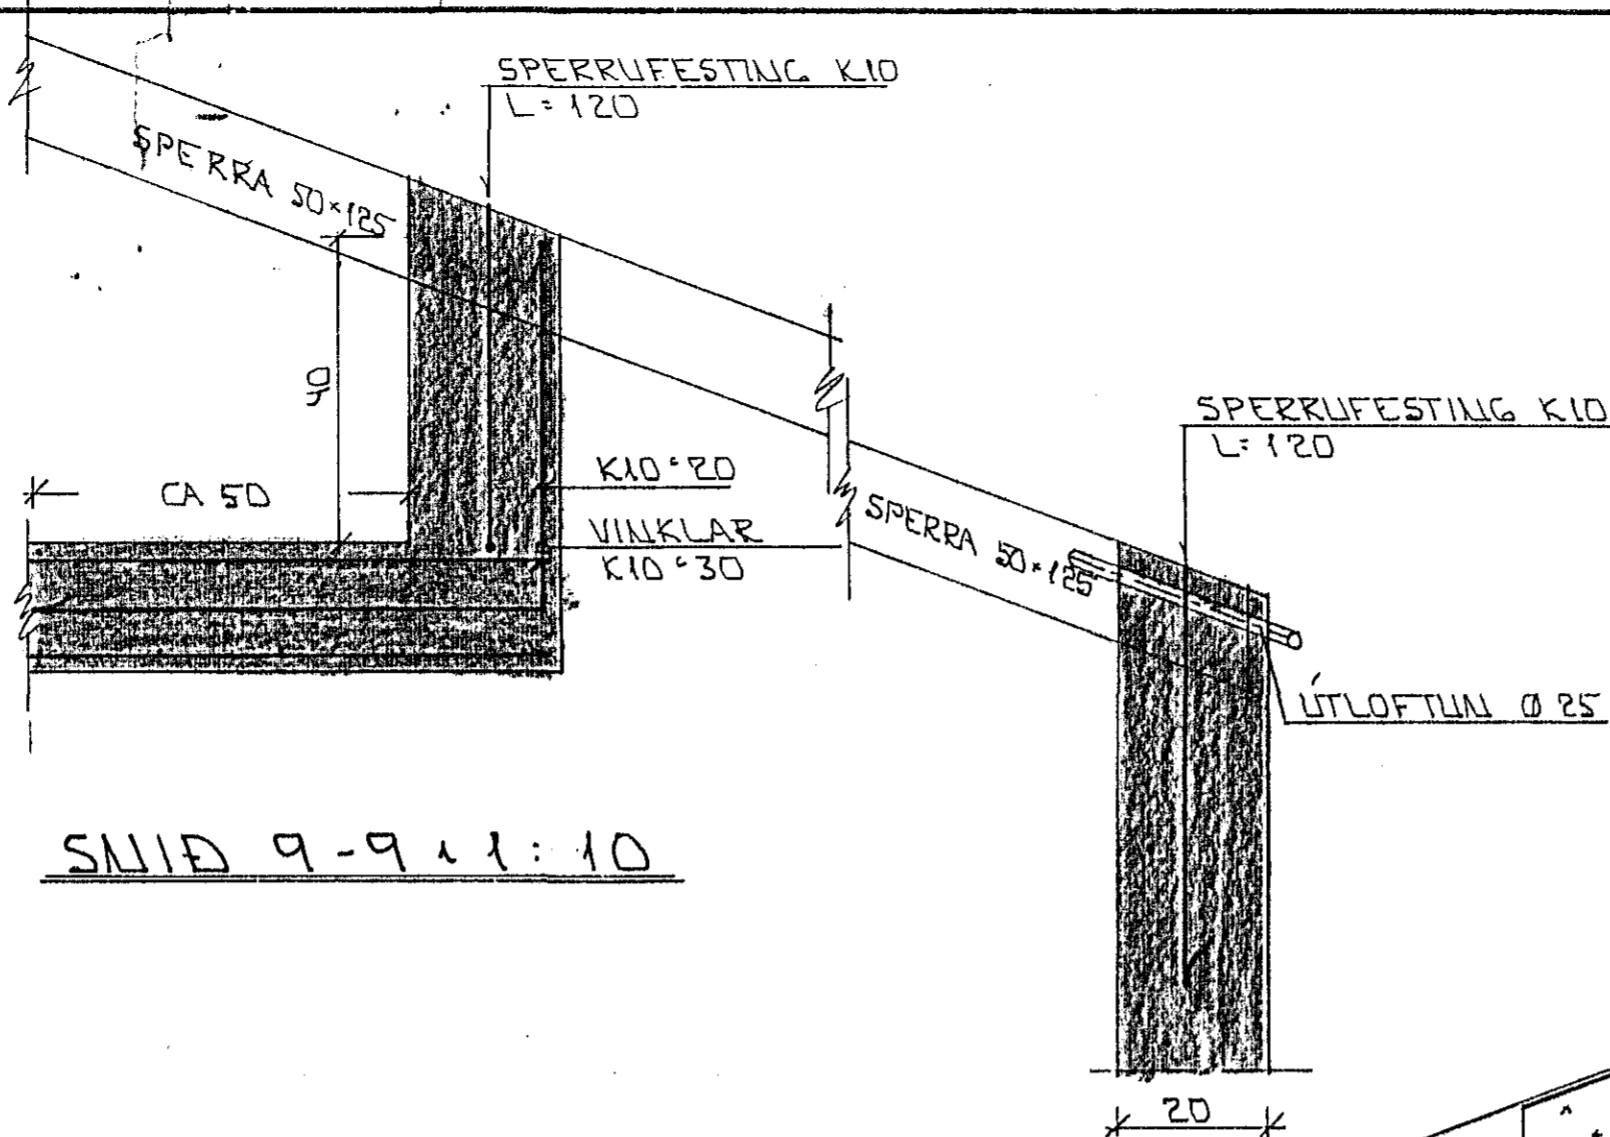 SPERRUFESTING K10
L= 120
SPERRA 50×125
40
CA 50
K10 c 20
VINKLAR
K10 c 30
SPERRUFESTING K10
L= 120
SPERRA 50×125
ÚTLOFTUN Ø 25
SNIÐ 9-9 1:10
20